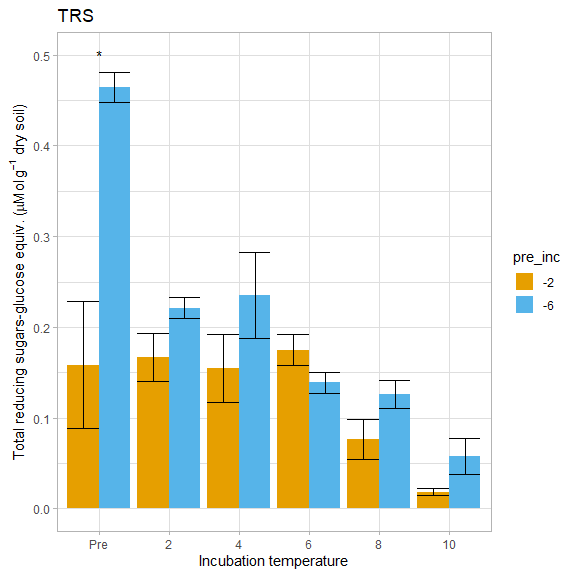 TRS
*
0.5
0.4
0.3
0.2
0.1
0.0
Total reducing sugars-glucose equiv. (μMol g⁻¹ dry soil)
Pre 2 4 6 8 10
Incubation temperature
pre_inc
-2
-6